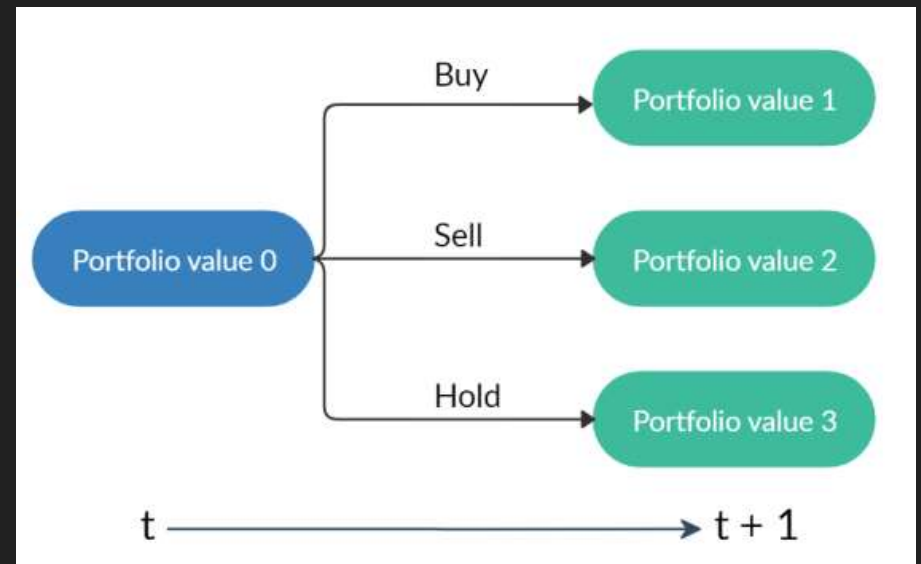 Buy
Portfolio value 1
Portfolio value 0
Sell
Portfolio value 2
Hold
Portfolio value 3
t
t + 1